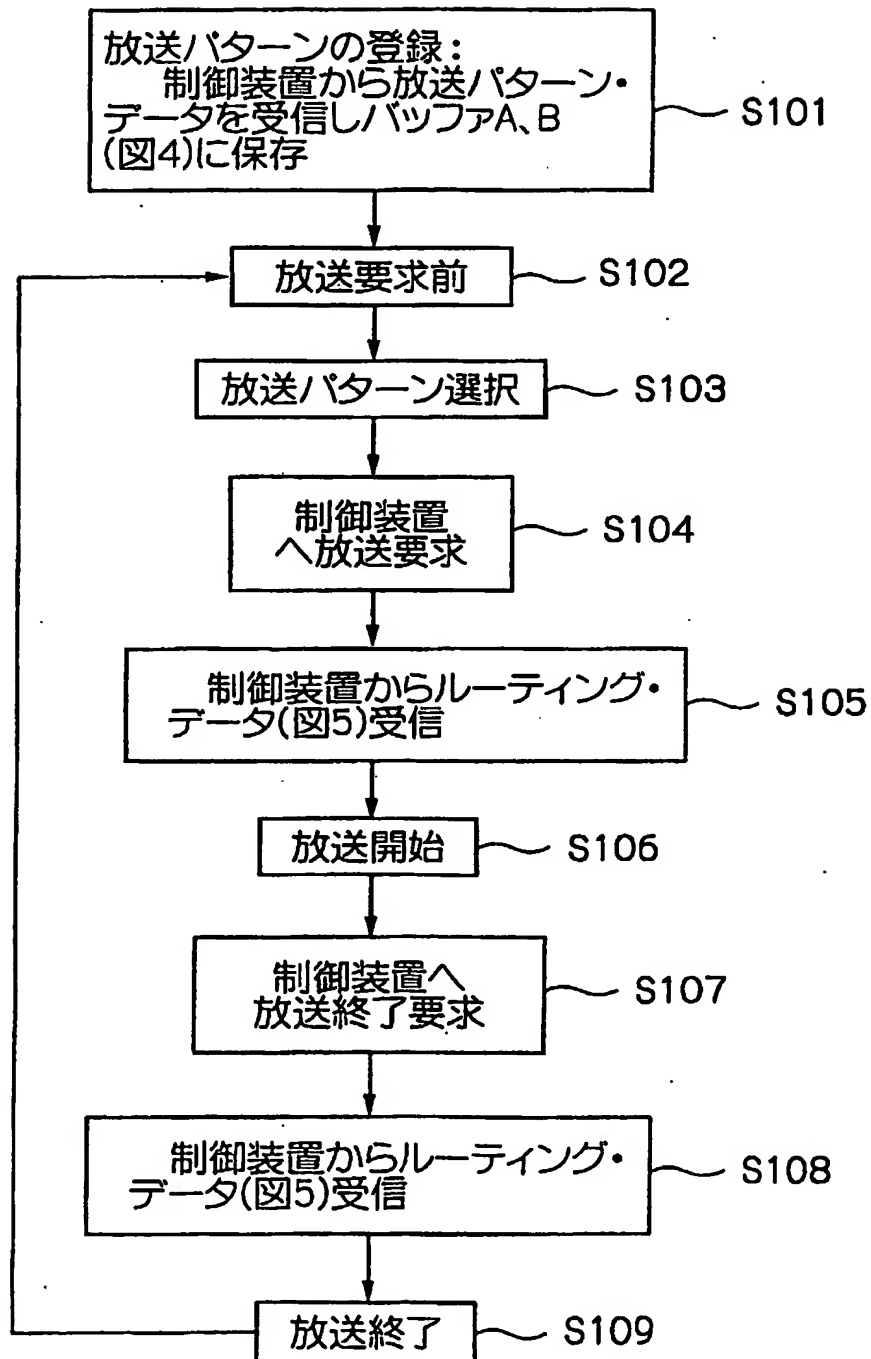 放送パターンの登録:
制御装置から放送パターン・
データを受信しバッファA、B
(図4)に保存
S101
放送要求前
S102
放送パターン選択
S103
制御装置
へ放送要求
S104
制御装置からルーティング・
データ(図5)受信
S105
放送開始
S106
制御装置へ
放送終了要求
S107
制御装置からルーティング・
データ(図5)受信
S108
放送終了
S109